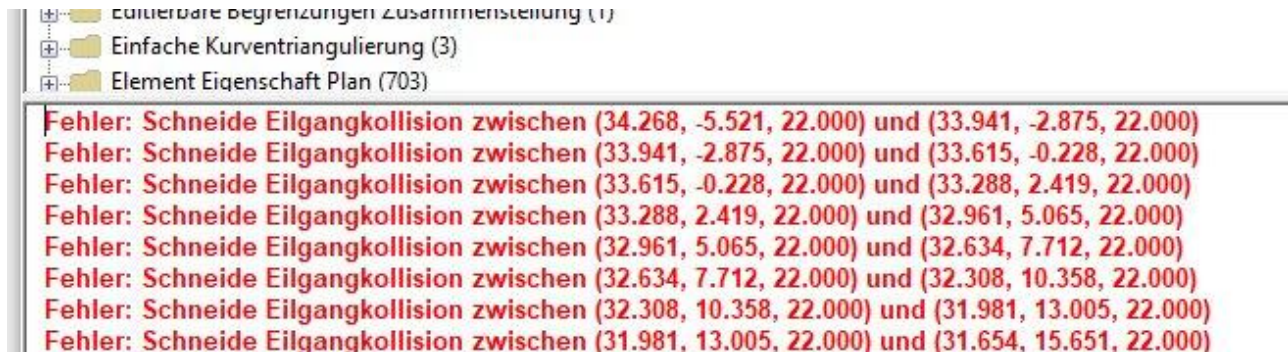 Editierbare Begrenzungen Zusammenstellung (1)
Einfache Kurventriangulierung (3)
Element Eigenschaft Plan (703)
Fehler: Schneide Eilgangkollision zwischen (34.268, -5.521, 22.000) und (33.941, -2.875, 22.000)
Fehler: Schneide Eilgangkollision zwischen (33.941, -2.875, 22.000) und (33.615, -0.228, 22.000)
Fehler: Schneide Eilgangkollision zwischen (33.615, -0.228, 22.000) und (33.288, 2.419, 22.000)
Fehler: Schneide Eilgangkollision zwischen (33.288, 2.419, 22.000) und (32.961, 5.065, 22.000)
Fehler: Schneide Eilgangkollision zwischen (32.961, 5.065, 22.000) und (32.634, 7.712, 22.000)
Fehler: Schneide Eilgangkollision zwischen (32.634, 7.712, 22.000) und (32.308, 10.358, 22.000)
Fehler: Schneide Eilgangkollision zwischen (32.308, 10.358, 22.000) und (31.981, 13.005, 22.000)
Fehler: Schneide Eilgangkollision zwischen (31.981, 13.005, 22.000) und (31.654, 15.651, 22.000)